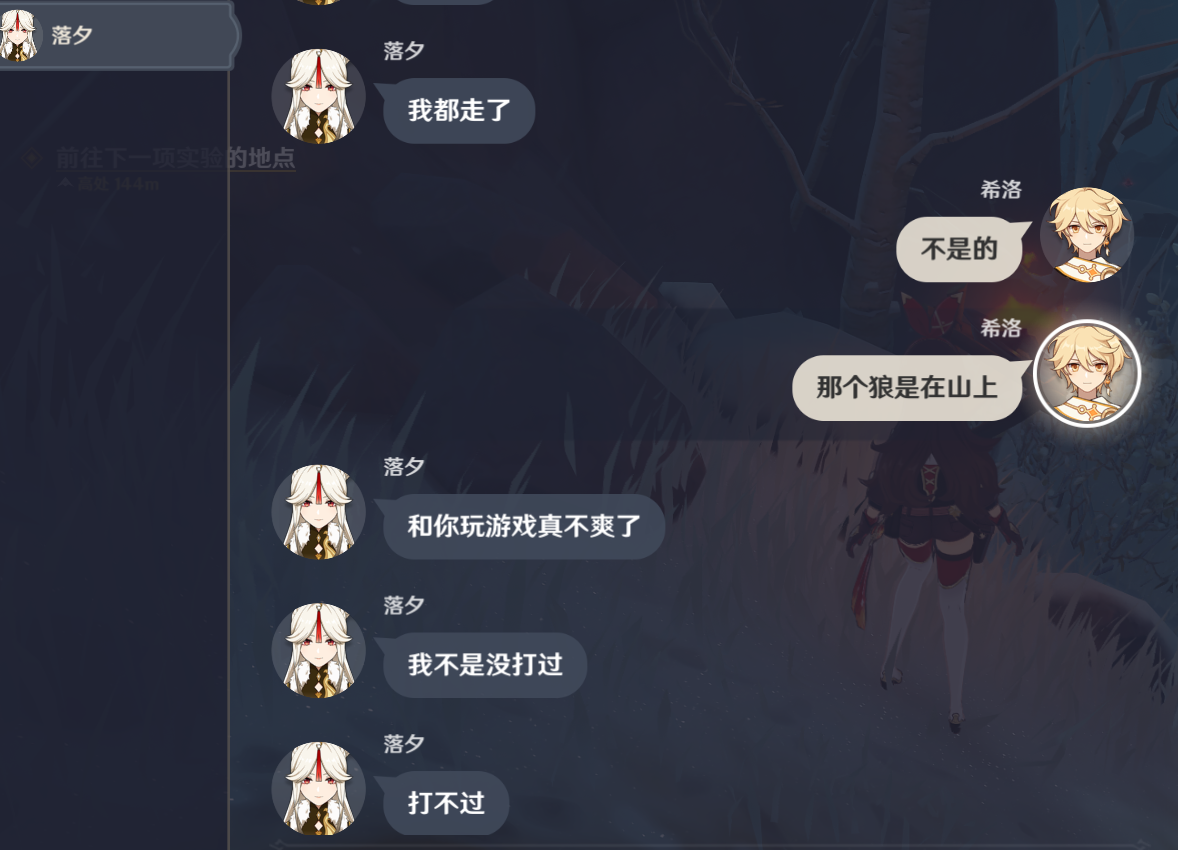 落夕
落夕
我都走了
前往下一项实验的地点
高处 144m
希洛
不是的
希洛
那个狼是在山上
落夕
和你玩游戏真不爽了
落夕
我不是没打过
落夕
打不过